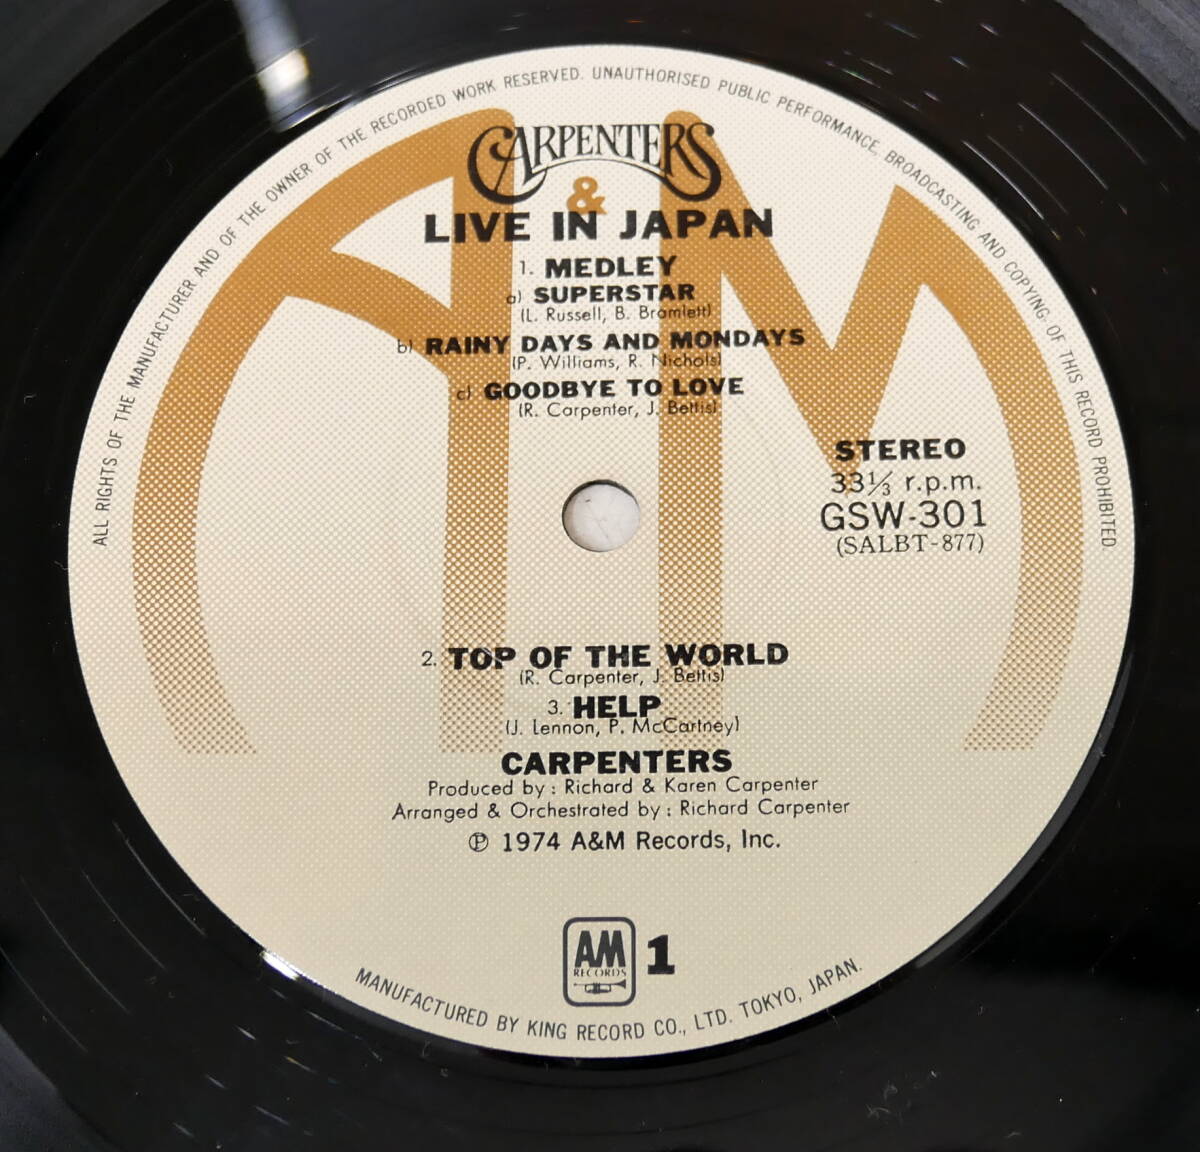 ALL RIGHTS OF THE MANUFACTURER AND OF THE OWNER OF THE RECORDED WORK RESERVED. UNAUTHORISED PUBLIC PERFORMANCE, BROADCASTING AND COPYING. OF THIS RECORD PROHIBITED.
CARPENTERS
&
LIVE IN JAPAN
1. MEDLEY
a) SUPERSTAR
(L. Russell, B. Bramlett)
b) RAINY DAYS AND MONDAYS
(P. Williams, R. Nichols)
c) GOODBYE TO LOVE
(R. Carpenter, J. Bettis)
STEREO
33⅓ r.p.m.
GSW-301
(SALBT-877)
2. TOP OF THE WORLD
(R. Carpenter, J. Bettis)
3. HELP
(J. Lennon, P. McCartney)
CARPENTERS
Produced by : Richard & Karen Carpenter
Arranged & Orchestrated by : Richard Carpenter
℗ 1974 A&M Records, Inc.
AM
RECORDS
1
MANUFACTURED BY KING RECORD CO., LTD. TOKYO, JAPAN.